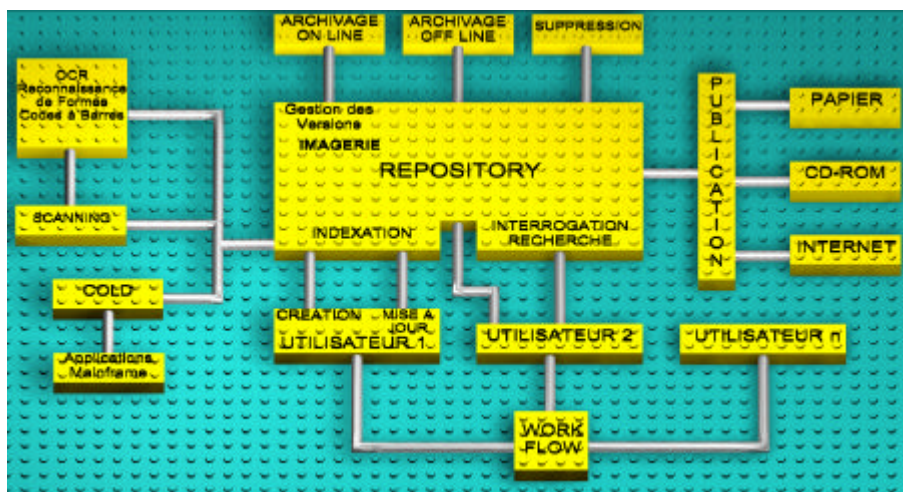 ARCHIVAGE
ON LINE
ARCHIVAGE
OFF LINE
SUPPRESSION
OCR
Reconnaissance
de Formes
Codes à Barres
SCANNING
COLD
Applications
Mainframe
Gestion des
Versions
IMAGERIE
REPOSITORY
INDEXATION
INTERROGATION
RECHERCHE
CREATION
MISE A
JOUR
UTILISATEUR 1
UTILISATEUR 2
UTILISATEUR n
WORK
FLOW
PUBLICATION
PAPIER
CD-ROM
INTERNET